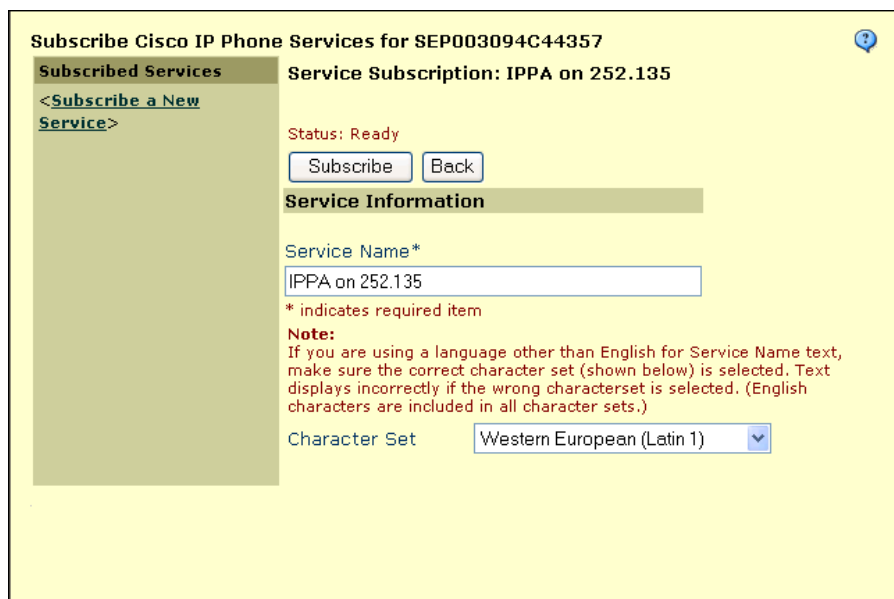 Subscribe Cisco IP Phone Services for SEP003094C44357
Subscribed Services
<Subscribe a New
Service>
Service Subscription: IPPA on 252.135
Status: Ready
Subscribe
Back
Service Information
Service Name*
IPPA on 252.135
* indicates required item
Note:
If you are using a language other than English for Service Name text,
make sure the correct character set (shown below) is selected. Text
displays incorrectly if the wrong characterset is selected. (English
characters are included in all character sets.)
Character Set
Western European (Latin 1)